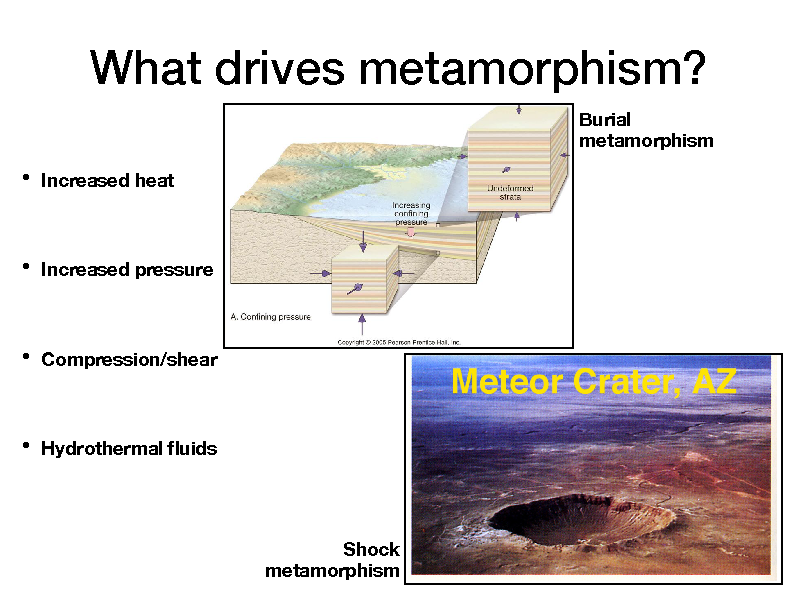 What drives metamorphism?
Burial
metamorphism
• Increased heat
• Increased pressure
• Compression/shear
• Hydrothermal fluids
Undeformed
strata
Increasing
confining
pressure
A. Confining pressure
Copyright © 2005 Pearson Prentice Hall, Inc.
Meteor Crater, AZ
Shock
metamorphism